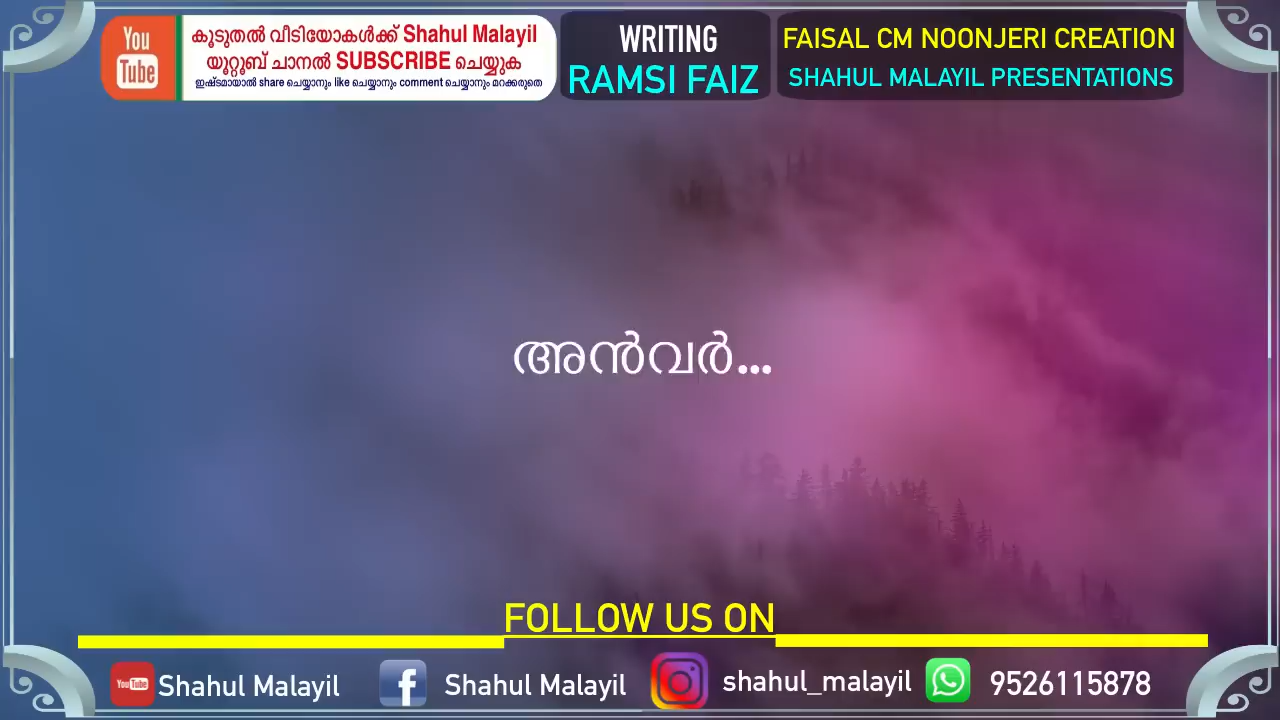 You
Tube
കൂടുതൽ വീടിയോകൾക്ക് Shahul Malayil
യൂറ്റൂബ് ചാനൽ SUBSCRIBE ചെയ്യുക
ഇഷ്ടമായാൽ share ചെയ്യാനും like ചെയ്യാനും comment ചെയ്യാനും മറക്കരുതെ
WRITING
RAMSI FAIZ
FAISAL CM NOONJERI CREATION
SHAHUL MALAYIL PRESENTATIONS
അൻവർ...
FOLLOW US ON
YouTube Shahul Malayil
f Shahul Malayil
shahul_malayil
9526115878